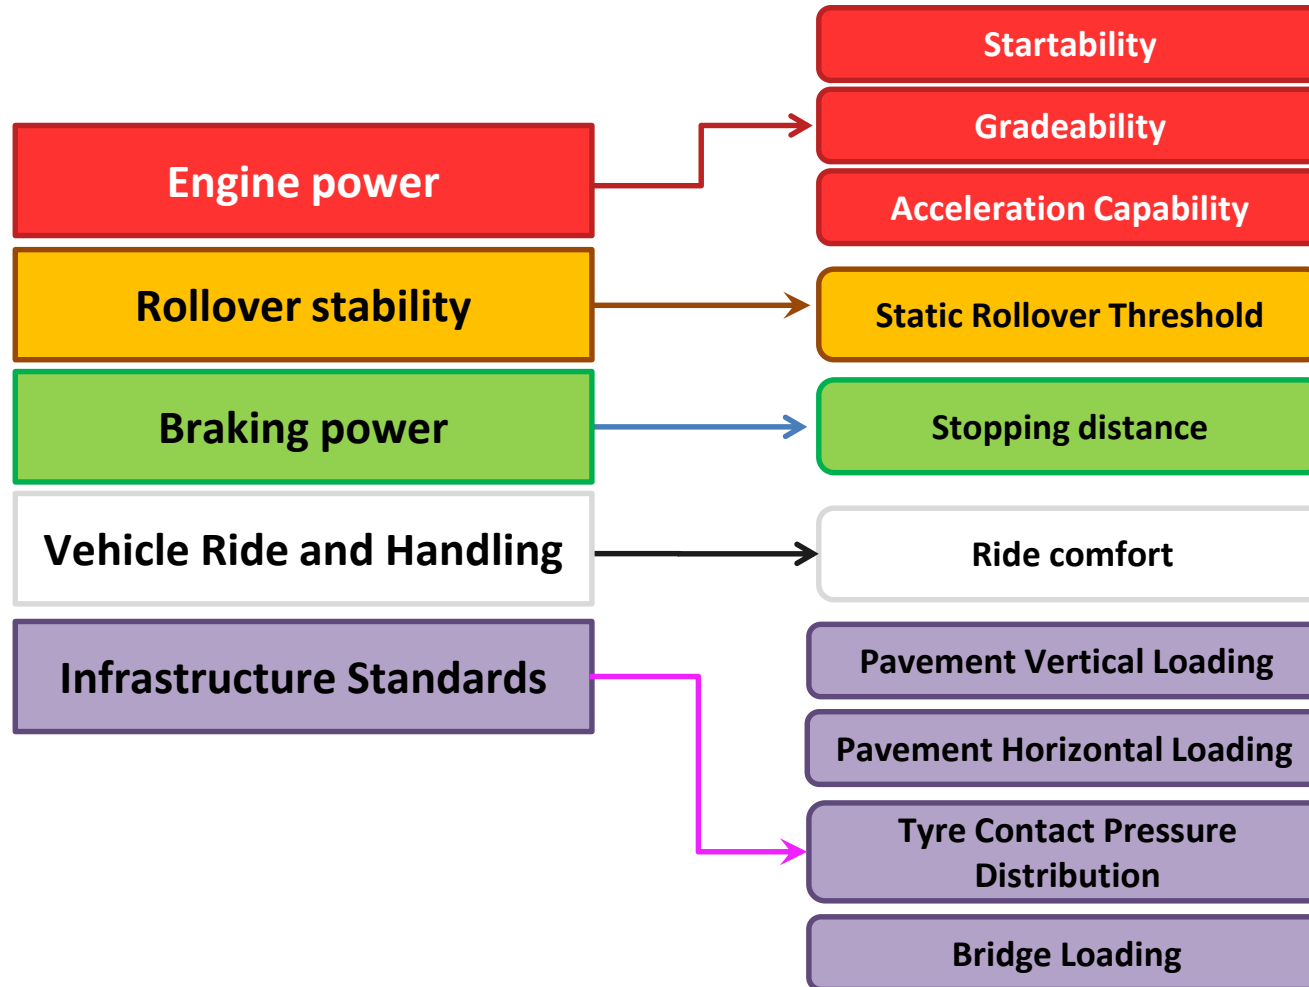 Startability
Gradeability
Engine power
Acceleration Capability
Rollover stability
Static Rollover Threshold
Braking power
Stopping distance
Vehicle Ride and Handling
Ride comfort
Infrastructure Standards
Pavement Vertical Loading
Pavement Horizontal Loading
Tyre Contact Pressure
Distribution
Bridge Loading